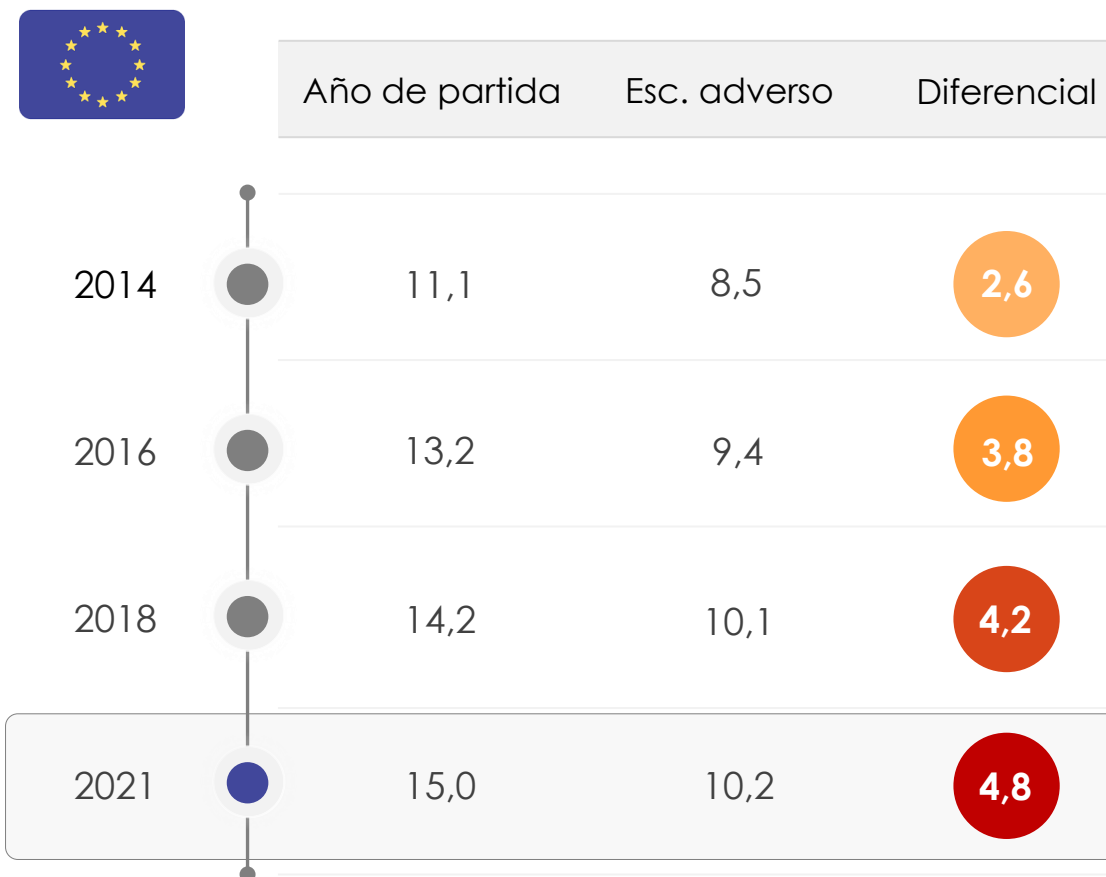 Año de partida Esc. adverso Diferencial
2014 11,1 8,5 2,6
2016 13,2 9,4 3,8
2018 14,2 10,1 4,2
2021 15,0 10,2 4,8